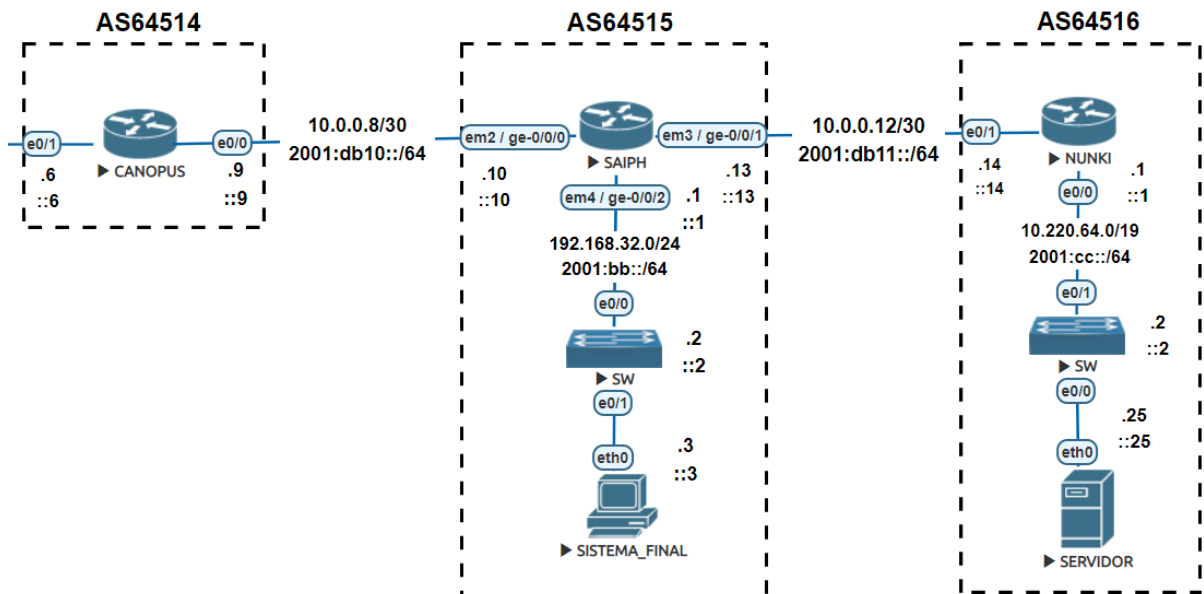 AS64514
AS64515
AS64516
e0/1
.6
::6
CANOPUS
e0/0
.9
::9
10.0.0.8/30
2001:db10::/64
em2 / ge-0/0/0
.10
::10
SAIPH
em3 / ge-0/0/1
.13
::13
em4 / ge-0/0/2
.1
::1
192.168.32.0/24
2001:bb::/64
e0/0
.2
::2
SW
e0/1
eth0
.3
::3
SISTEMA_FINAL
10.0.0.12/30
2001:db11::/64
e0/1
.14
::14
NUNKI
e0/0
.1
::1
10.220.64.0/19
2001:cc::/64
e0/1
.2
::2
SW
e0/0
.25
::25
eth0
SERVIDOR